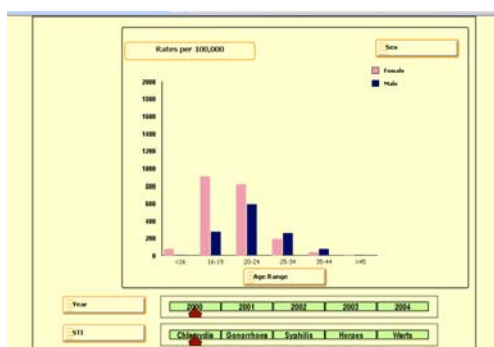 Rates per 100,000
Sex
Female
Male
2000
1800
1600
1400
1200
1000
800
600
400
200
0
<16 16-19 20-24 25-34 35-44 >45
Age Range
Year
2000 2001 2002 2003 2004
STI
Chlamydia Gonorrhoea Syphilis Herpes Warts